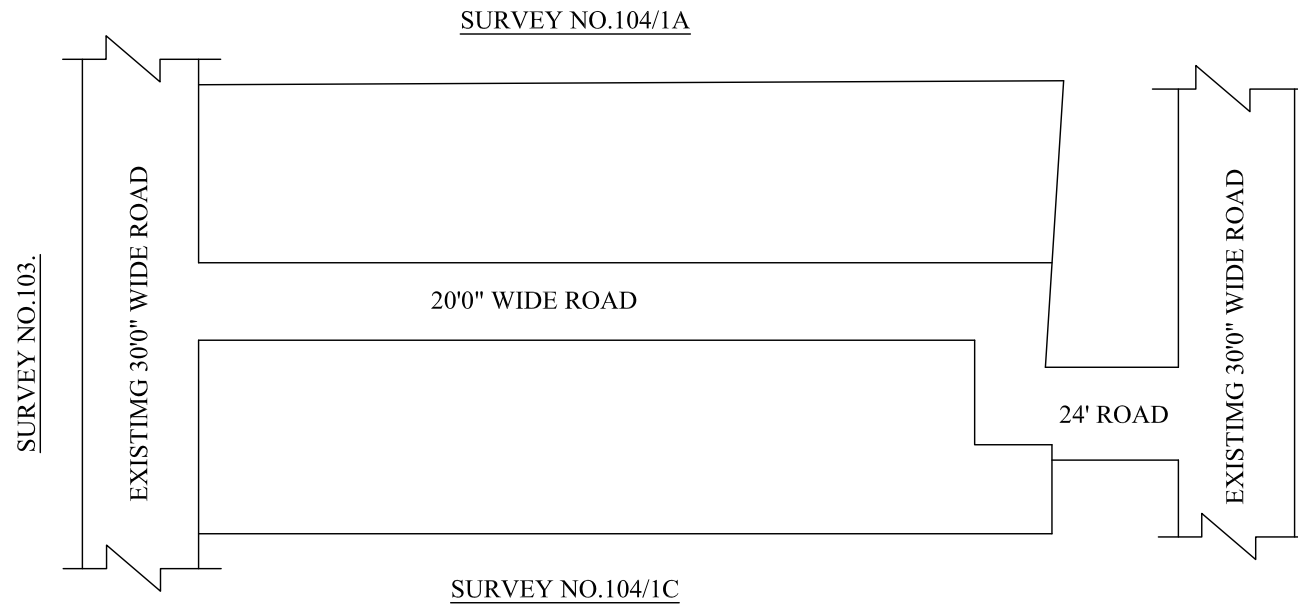 SURVEY NO.104/1A
SURVEY NO.103.
EXISTIMG 30'0" WIDE ROAD
20'0" WIDE ROAD
24' ROAD
EXISTIMG 30'0" WIDE ROAD
SURVEY NO.104/1C